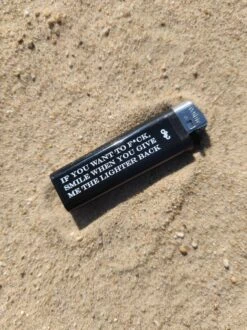 IF YOU WANT TO F*CK,
SMILE WHEN YOU GIVE
ME THE LIGHTER BACK